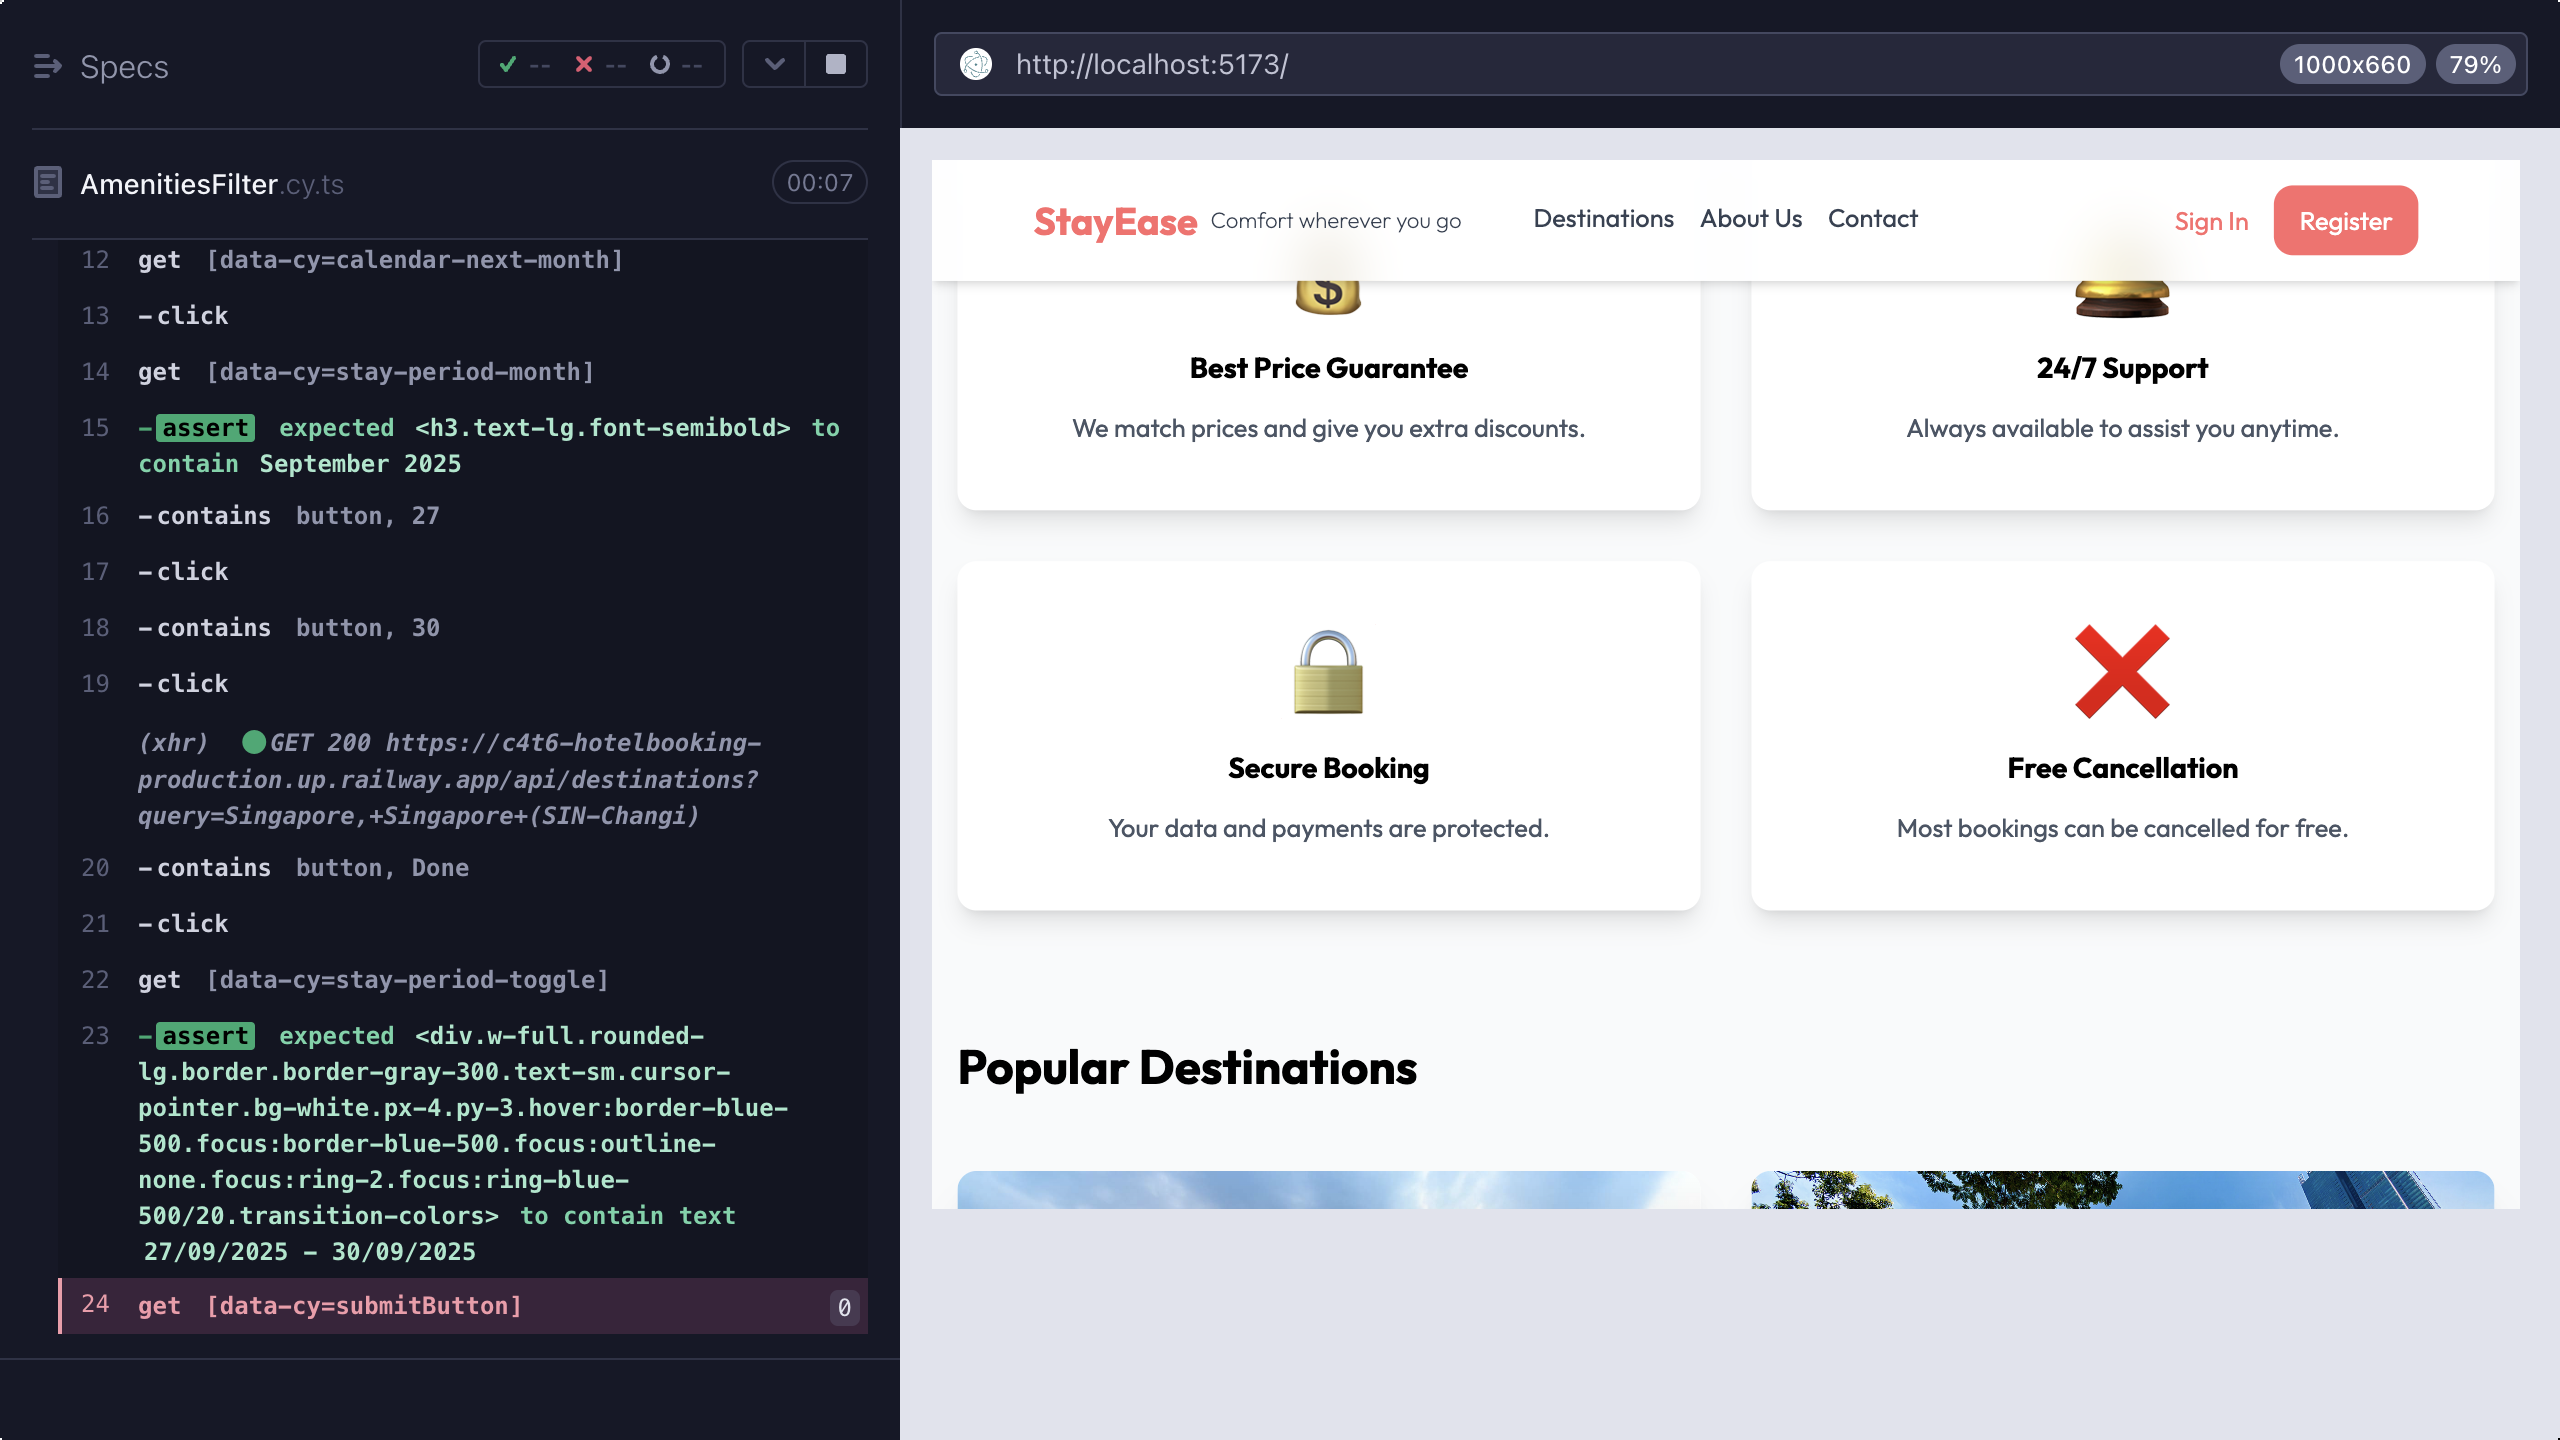 Specs
-- -- --
AmenitiesFilter.cy.ts
00:07
12 get [data-cy=calendar-next-month]
13 -click
14 get [data-cy=stay-period-month]
15 -assert expected <h3.text-lg.font-semibold> to
contain September 2025
16 -contains button, 27
17 -click
18 -contains button, 30
19 -click
(xhr) GET 200 https://c4t6-hotelbooking-
production.up.railway.app/api/destinations?
query=Singapore,+Singapore+(SIN-Changi)
20 -contains button, Done
21 -click
22 get [data-cy=stay-period-toggle]
23 -assert expected <div.w-full.rounded-
lg.border.border-gray-300.text-sm.cursor-
pointer.bg-white.px-4.py-3.hover:border-blue-
500.focus:border-blue-500.focus:outline-
none.focus:ring-2.focus:ring-blue-
500/20.transition-colors> to contain text
27/09/2025 - 30/09/2025
24 get [data-cy=submitButton] 0
http://localhost:5173/
1000x660 79%
StayEase Comfort wherever you go Destinations About Us Contact Sign In Register
$
Best Price Guarantee
We match prices and give you extra discounts.
24/7 Support
Always available to assist you anytime.
Secure Booking
Your data and payments are protected.
Free Cancellation
Most bookings can be cancelled for free.
Popular Destinations